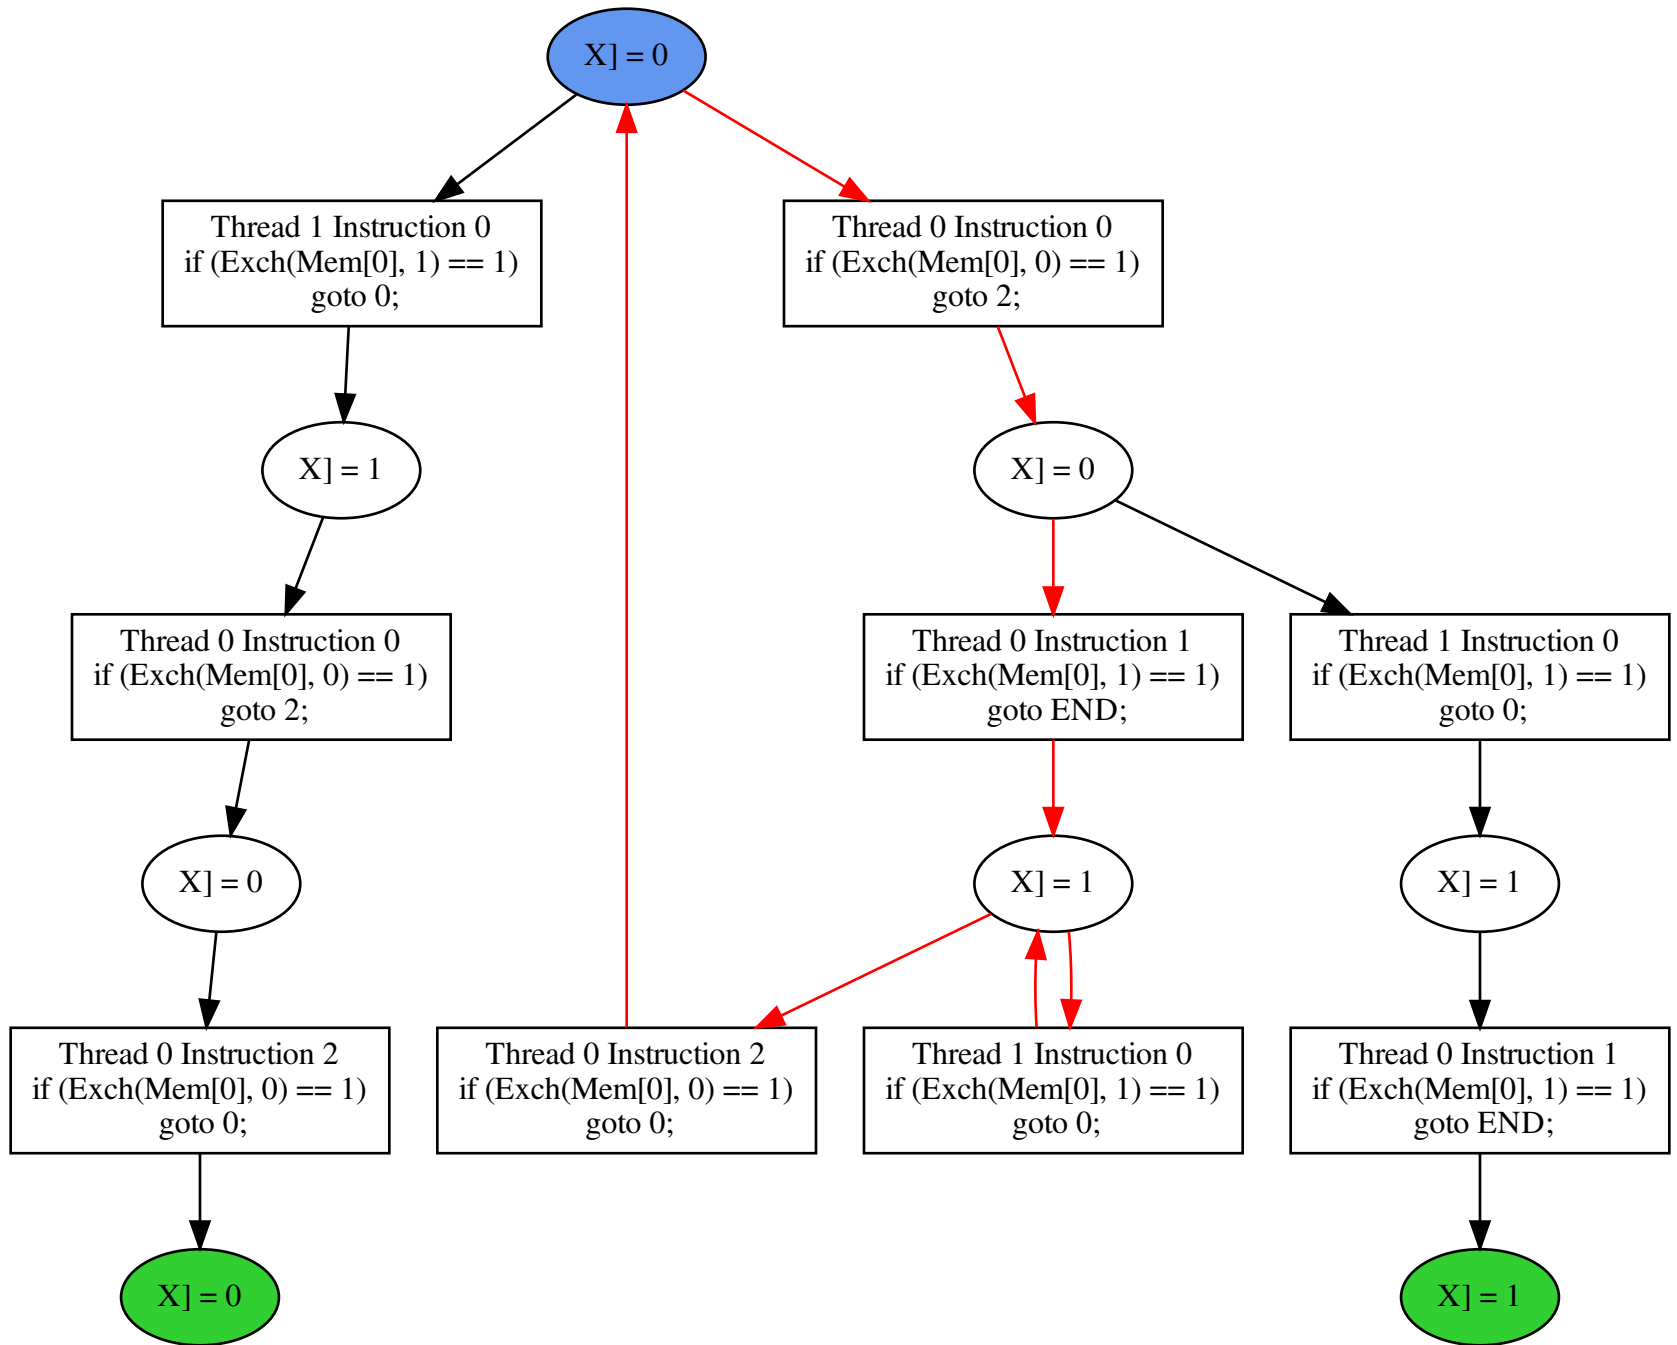 X] = 0
Thread 1 Instruction 0
if (Exch(Mem[0], 1) == 1)
goto 0;
Thread 0 Instruction 0
if (Exch(Mem[0], 0) == 1)
goto 2;
X] = 1
X] = 0
Thread 0 Instruction 0
if (Exch(Mem[0], 0) == 1)
goto 2;
Thread 0 Instruction 1
if (Exch(Mem[0], 1) == 1)
goto END;
Thread 1 Instruction 0
if (Exch(Mem[0], 1) == 1)
goto 0;
X] = 0
X] = 1
X] = 1
Thread 0 Instruction 2
if (Exch(Mem[0], 0) == 1)
goto 0;
Thread 0 Instruction 2
if (Exch(Mem[0], 0) == 1)
goto 0;
Thread 1 Instruction 0
if (Exch(Mem[0], 1) == 1)
goto 0;
Thread 0 Instruction 1
if (Exch(Mem[0], 1) == 1)
goto END;
X] = 0
X] = 1